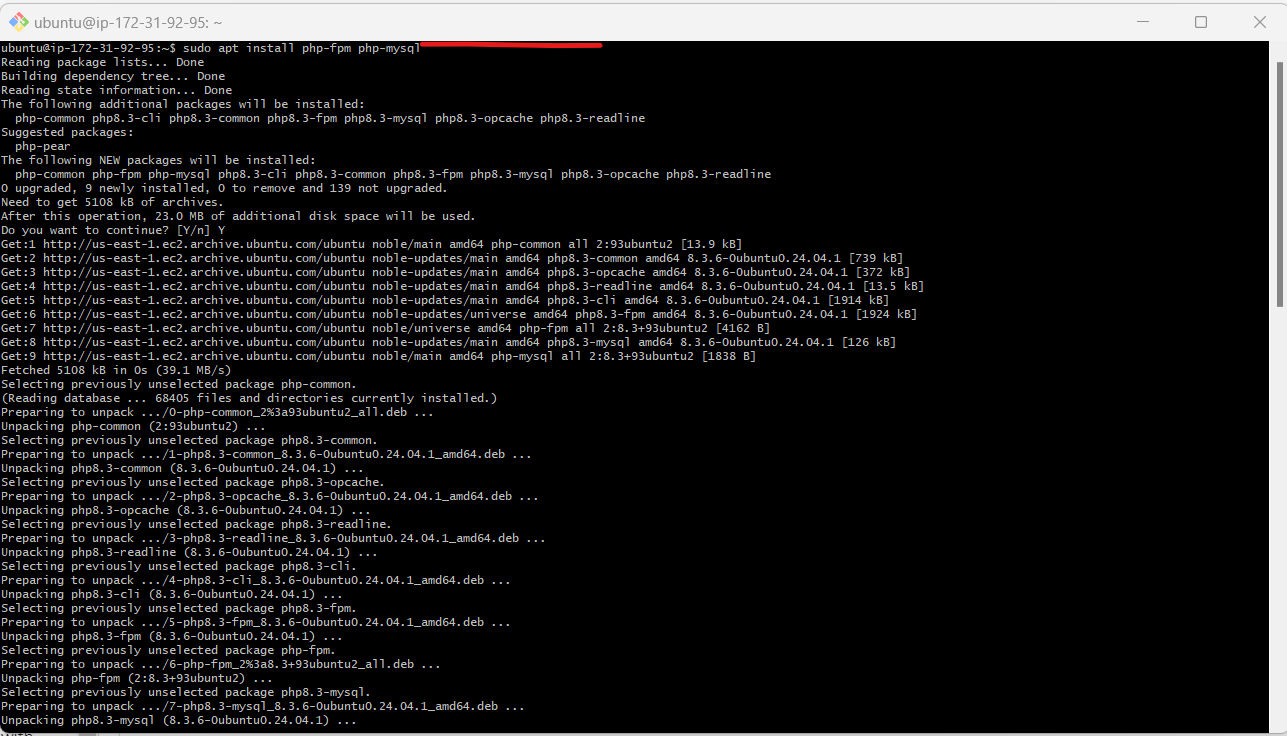 ubuntu@ip-172-31-92-95: ~
ubuntu@ip-172-31-92-95:~$ sudo apt install php-fpm php-mysql
Reading package lists... Done
Building dependency tree... Done
Reading state information... Done
The following additional packages will be installed:
  php-common php8.3-cli php8.3-common php8.3-fpm php8.3-mysql php8.3-opcache php8.3-readline
Suggested packages:
  php-pear
The following NEW packages will be installed:
  php-common php-fpm php-mysql php8.3-cli php8.3-common php8.3-fpm php8.3-mysql php8.3-opcache php8.3-readline
0 upgraded, 9 newly installed, 0 to remove and 139 not upgraded.
Need to get 5108 kB of archives.
After this operation, 23.0 MB of additional disk space will be used.
Do you want to continue? [Y/n] Y
Get:1 http://us-east-1.ec2.archive.ubuntu.com/ubuntu noble/main amd64 php-common all 2:93ubuntu2 [13.9 kB]
Get:2 http://us-east-1.ec2.archive.ubuntu.com/ubuntu noble-updates/main amd64 php8.3-common amd64 8.3.6-0ubuntu0.24.04.1 [739 kB]
Get:3 http://us-east-1.ec2.archive.ubuntu.com/ubuntu noble-updates/main amd64 php8.3-opcache amd64 8.3.6-0ubuntu0.24.04.1 [372 kB]
Get:4 http://us-east-1.ec2.archive.ubuntu.com/ubuntu noble-updates/main amd64 php8.3-readline amd64 8.3.6-0ubuntu0.24.04.1 [13.5 kB]
Get:5 http://us-east-1.ec2.archive.ubuntu.com/ubuntu noble-updates/main amd64 php8.3-cli amd64 8.3.6-0ubuntu0.24.04.1 [1914 kB]
Get:6 http://us-east-1.ec2.archive.ubuntu.com/ubuntu noble-updates/universe amd64 php8.3-fpm amd64 8.3.6-0ubuntu0.24.04.1 [1924 kB]
Get:7 http://us-east-1.ec2.archive.ubuntu.com/ubuntu noble/universe amd64 php-fpm all 2:8.3+93ubuntu2 [4162 B]
Get:8 http://us-east-1.ec2.archive.ubuntu.com/ubuntu noble-updates/main amd64 php8.3-mysql amd64 8.3.6-0ubuntu0.24.04.1 [126 kB]
Get:9 http://us-east-1.ec2.archive.ubuntu.com/ubuntu noble/main amd64 php-mysql all 2:8.3+93ubuntu2 [1838 B]
Fetched 5108 kB in 0s (39.1 MB/s)
Selecting previously unselected package php-common.
(Reading database ... 68405 files and directories currently installed.)
Preparing to unpack .../0-php-common_2%3a93ubuntu2_all.deb ...
Unpacking php-common (2:93ubuntu2) ...
Selecting previously unselected package php8.3-common.
Preparing to unpack .../1-php8.3-common_8.3.6-0ubuntu0.24.04.1_amd64.deb ...
Unpacking php8.3-common (8.3.6-0ubuntu0.24.04.1) ...
Selecting previously unselected package php8.3-opcache.
Preparing to unpack .../2-php8.3-opcache_8.3.6-0ubuntu0.24.04.1_amd64.deb ...
Unpacking php8.3-opcache (8.3.6-0ubuntu0.24.04.1) ...
Selecting previously unselected package php8.3-readline.
Preparing to unpack .../3-php8.3-readline_8.3.6-0ubuntu0.24.04.1_amd64.deb ...
Unpacking php8.3-readline (8.3.6-0ubuntu0.24.04.1) ...
Selecting previously unselected package php8.3-cli.
Preparing to unpack .../4-php8.3-cli_8.3.6-0ubuntu0.24.04.1_amd64.deb ...
Unpacking php8.3-cli (8.3.6-0ubuntu0.24.04.1) ...
Selecting previously unselected package php8.3-fpm.
Preparing to unpack .../5-php8.3-fpm_8.3.6-0ubuntu0.24.04.1_amd64.deb ...
Unpacking php8.3-fpm (8.3.6-0ubuntu0.24.04.1) ...
Selecting previously unselected package php-fpm.
Preparing to unpack .../6-php-fpm_2%3a8.3+93ubuntu2_all.deb ...
Unpacking php-fpm (2:8.3+93ubuntu2) ...
Selecting previously unselected package php8.3-mysql.
Preparing to unpack .../7-php8.3-mysql_8.3.6-0ubuntu0.24.04.1_amd64.deb ...
Unpacking php8.3-mysql (8.3.6-0ubuntu0.24.04.1) ...